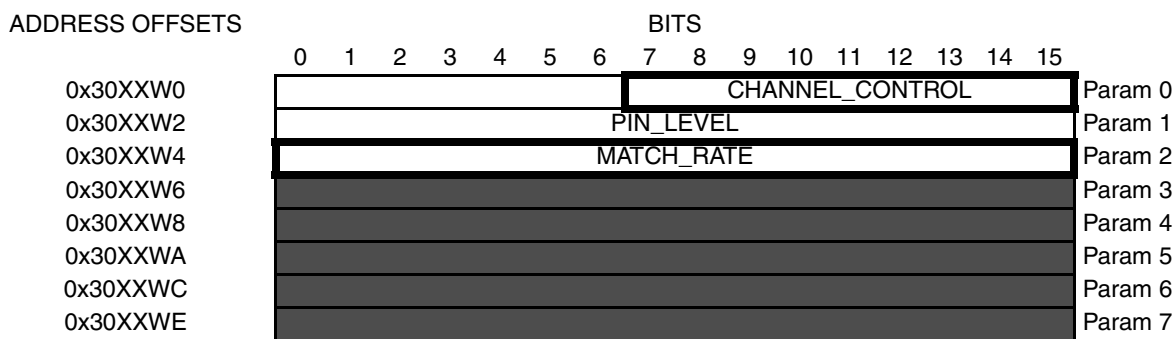 ADDRESS OFFSETS BITS
0 1 2 3 4 5 6 7 8 9 10 11 12 13 14 15
0x30XXW0 CHANNEL_CONTROL Param 0
0x30XXW2 PIN_LEVEL Param 1
0x30XXW4 MATCH_RATE Param 2
0x30XXW6 Param 3
0x30XXW8 Param 4
0x30XXWA Param 5
0x30XXWC Param 6
0x30XXWE Param 7